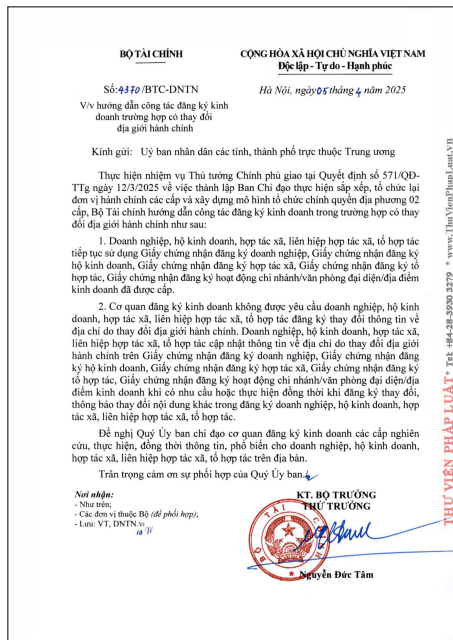 BỘ TÀI CHÍNH
CỘNG HÒA XÃ HỘI CHỦ NGHĨA VIỆT NAM
Độc lập - Tự do - Hạnh phúc
Số: 4370/BTC-DNTN
Hà Nội, ngày 05 tháng 4 năm 2025
V/v hướng dẫn công tác đăng ký kinh
doanh trường hợp có thay đổi
địa giới hành chính
Kính gửi: Uỷ ban nhân dân các tỉnh, thành phố trực thuộc Trung ương
Thực hiện nhiệm vụ Thủ tướng Chính phủ giao tại Quyết định số 571/QĐ-
TTg ngày 12/3/2025 về việc thành lập Ban Chỉ đạo thực hiện sắp xếp, tổ chức lại
đơn vị hành chính các cấp và xây dựng mô hình tổ chức chính quyền địa phương 02
cấp, Bộ Tài chính hướng dẫn công tác đăng ký kinh doanh trong trường hợp có thay
đổi địa giới hành chính như sau:
1. Doanh nghiệp, hộ kinh doanh, hợp tác xã, liên hiệp hợp tác xã, tổ hợp tác
tiếp tục sử dụng Giấy chứng nhận đăng ký doanh nghiệp, Giấy chứng nhận đăng ký
hộ kinh doanh, Giấy chứng nhận đăng ký hợp tác xã, Giấy chứng nhận đăng ký tổ
hợp tác, Giấy chứng nhận đăng ký hoạt động chi nhánh/văn phòng đại diện/địa điểm
kinh doanh đã được cấp.
2. Cơ quan đăng ký kinh doanh không được yêu cầu doanh nghiệp, hộ kinh
doanh, hợp tác xã, liên hiệp hợp tác xã, tổ hợp tác đăng ký thay đổi thông tin về
địa chỉ do thay đổi địa giới hành chính. Doanh nghiệp, hộ kinh doanh, hợp tác xã,
liên hiệp hợp tác xã, tổ hợp tác cập nhật thông tin về địa chỉ do thay đổi địa giới
hành chính trên Giấy chứng nhận đăng ký doanh nghiệp, Giấy chứng nhận đăng
ký hộ kinh doanh, Giấy chứng nhận đăng ký hợp tác xã, Giấy chứng nhận đăng ký
tổ hợp tác, Giấy chứng nhận đăng ký hoạt động chi nhánh/văn phòng đại diện/địa
điểm kinh doanh khi có nhu cầu hoặc thực hiện đồng thời khi đăng ký thay đổi,
thông báo thay đổi nội dung khác trong đăng ký doanh nghiệp, hộ kinh doanh, hợp
tác xã, liên hiệp hợp tác xã, tổ hợp tác.
Đề nghị Quý Ủy ban chỉ đạo cơ quan đăng ký kinh doanh các cấp nghiên
cứu, thực hiện, đồng thời thông tin, phổ biến cho doanh nghiệp, hộ kinh doanh,
hợp tác xã, liên hiệp hợp tác xã, tổ hợp tác trên địa bàn.
Trân trọng cảm ơn sự phối hợp của Quý Ủy ban./.
Nơi nhận:
- Như trên;
- Các đơn vị thuộc Bộ (để phối hợp);
- Lưu: VT, DNTN.
KT. BỘ TRƯỞNG
THỨ TRƯỞNG
BỘ TÀI CHÍNH
Nguyễn Đức Tâm
THƯ VIỆN PHÁP LUẬT * Tel: +84-28-3930 3279 * www.ThuVienPhapLuat.vn